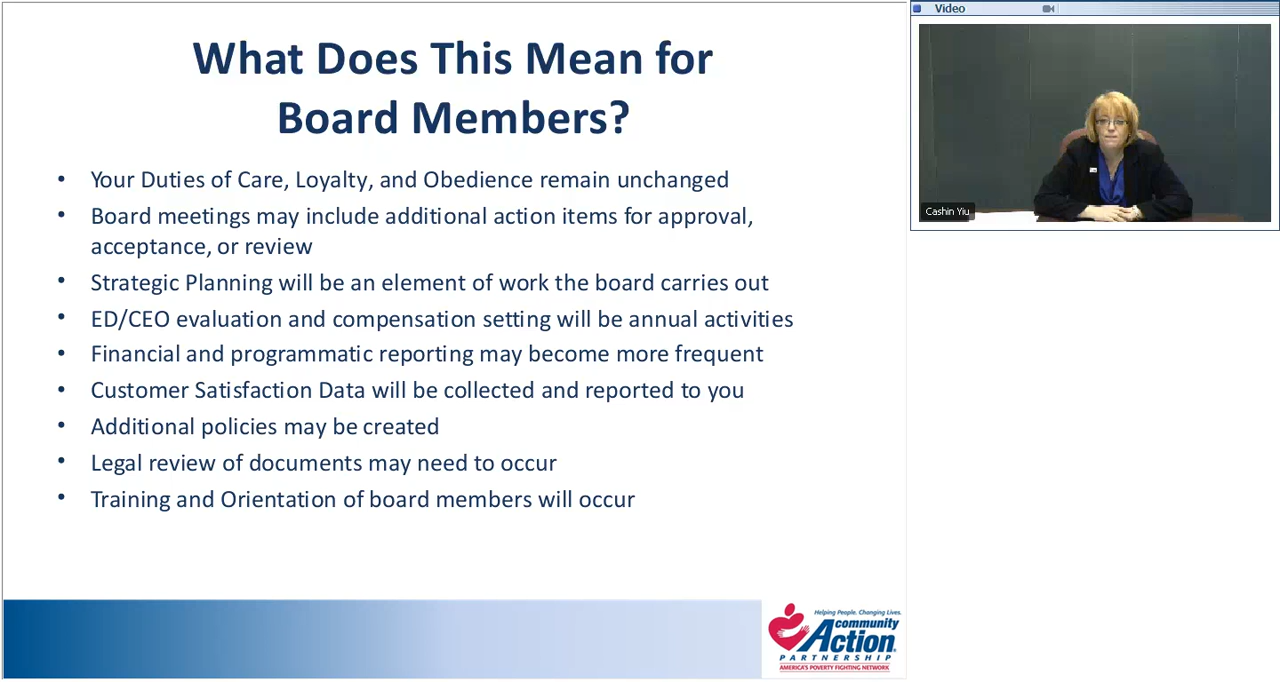 What Does This Mean for
Board Members?
• Your Duties of Care, Loyalty, and Obedience remain unchanged
• Board meetings may include additional action items for approval,
acceptance, or review
• Strategic Planning will be an element of work the board carries out
• ED/CEO evaluation and compensation setting will be annual activities
• Financial and programmatic reporting may become more frequent
• Customer Satisfaction Data will be collected and reported to you
• Additional policies may be created
• Legal review of documents may need to occur
• Training and Orientation of board members will occur
Helping People. Changing Lives.
community
Action
PARTNERSHIP
AMERICA'S POVERTY FIGHTING NETWORK
Video
Cashin Yiu